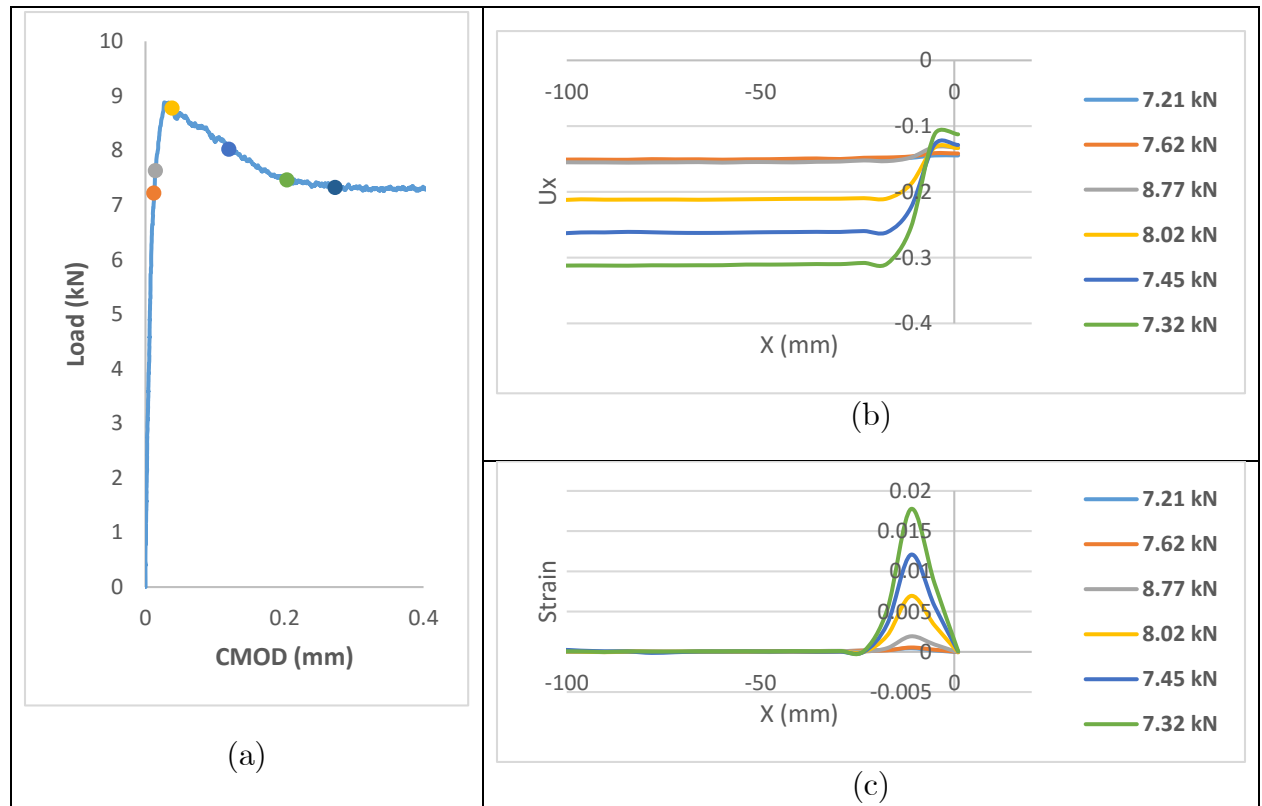 10
9
8
7
6
5
4
3
2
1
0
0 0.2 0.4
Load (kN)
CMOD (mm)
(a)
0
-0.1
-0.2
-0.3
-0.4
-100 -50 0
Ux
X (mm)
7.21 kN
7.62 kN
8.77 kN
8.02 kN
7.45 kN
7.32 kN
(b)
0.02
0.015
0.01
0.005
0
-0.005
-100 -50 0
Strain
X (mm)
7.21 kN
7.62 kN
8.77 kN
8.02 kN
7.45 kN
7.32 kN
(c)